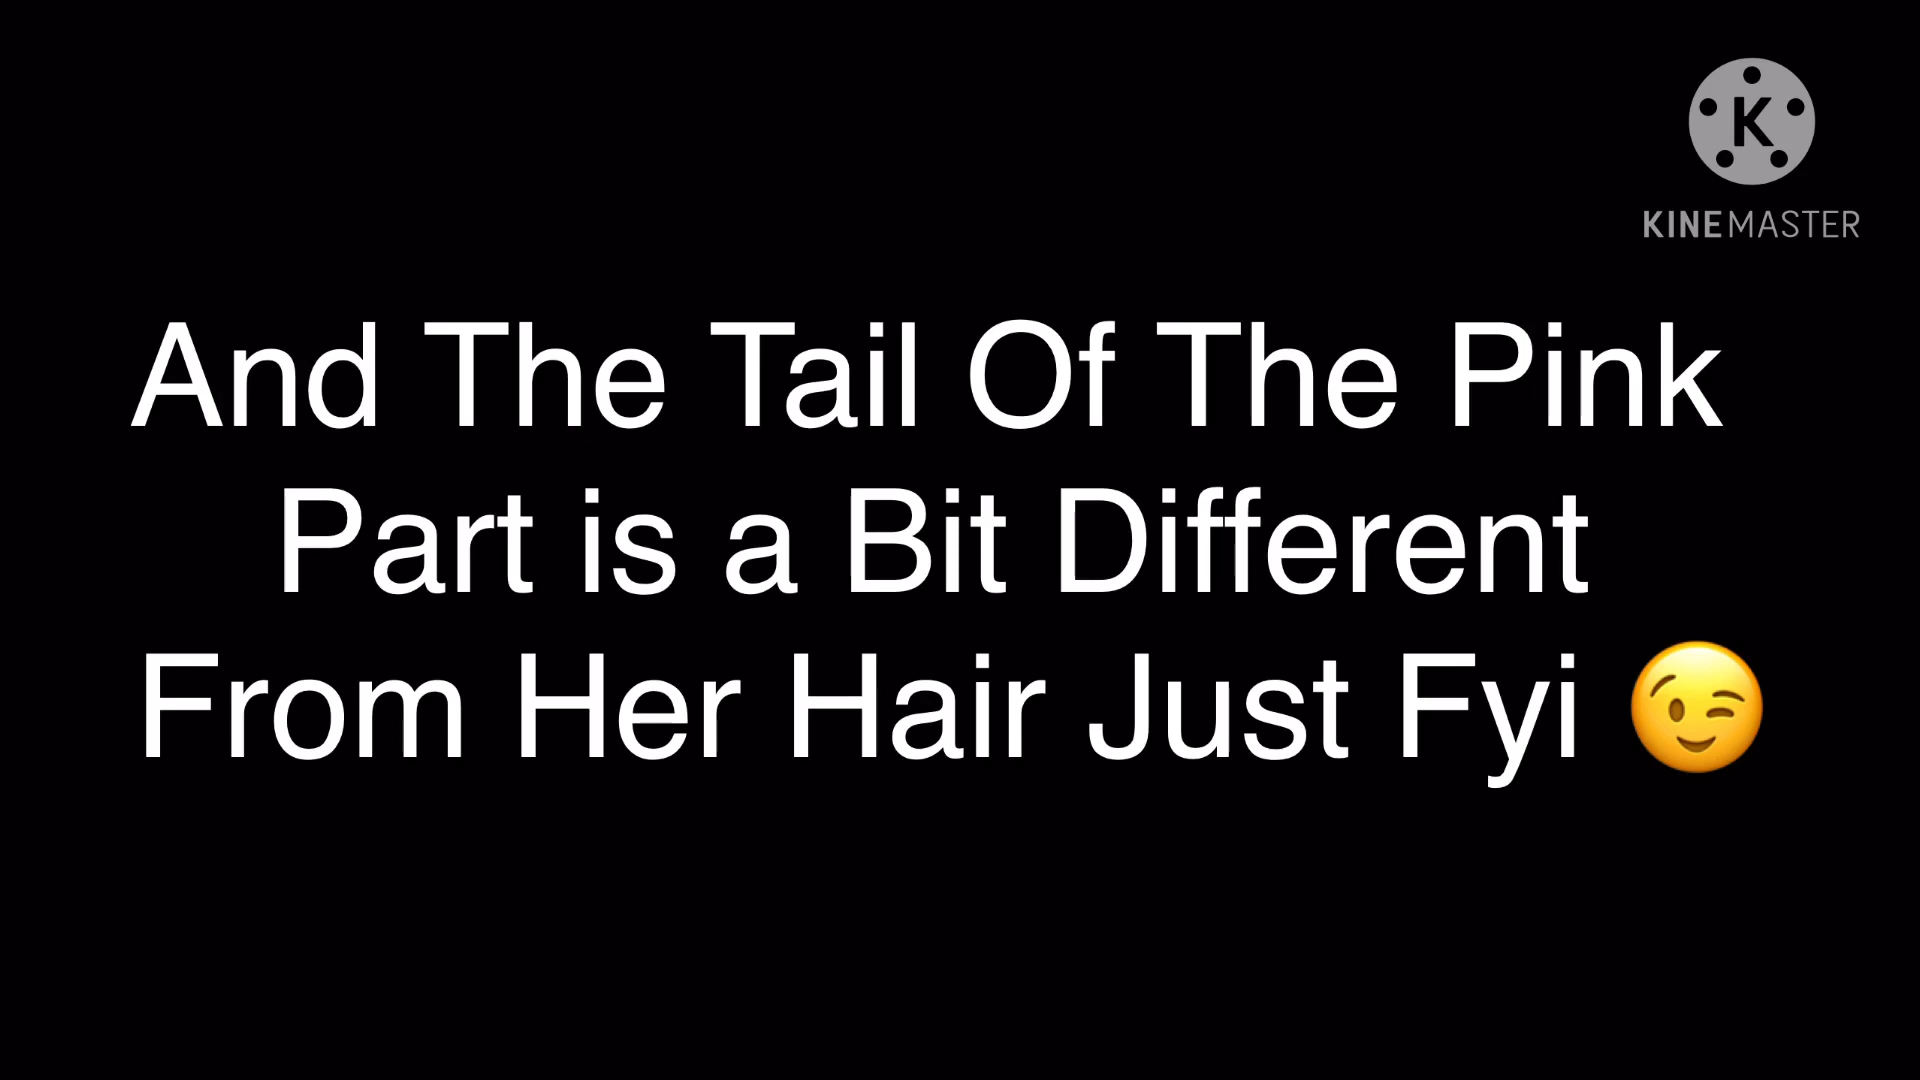 K
KINEMASTER
And The Tail Of The Pink
Part is a Bit Different
From Her Hair Just Fyi 😉